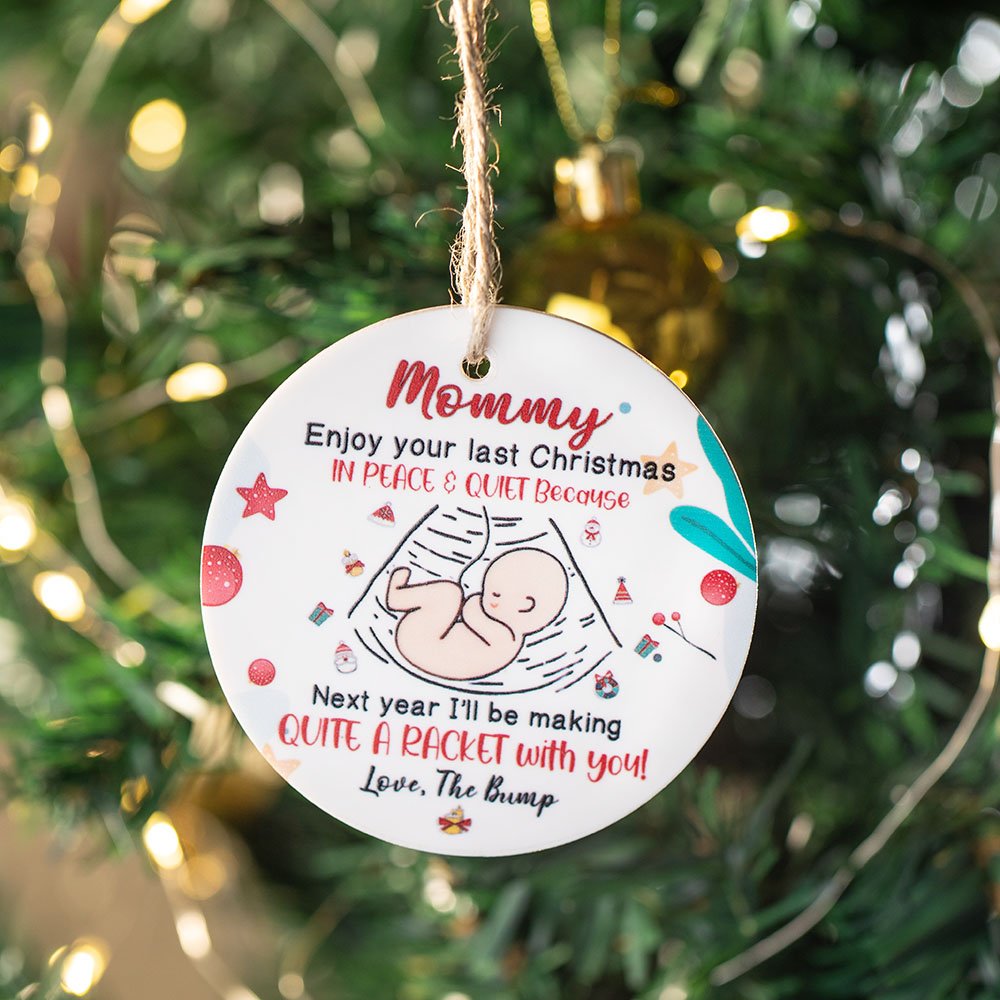 Mommy
Enjoy your last Christmas
IN PEACE & QUIET Because
Next year I'll be making
QUITE A RACKET with you!
Love, The Bump